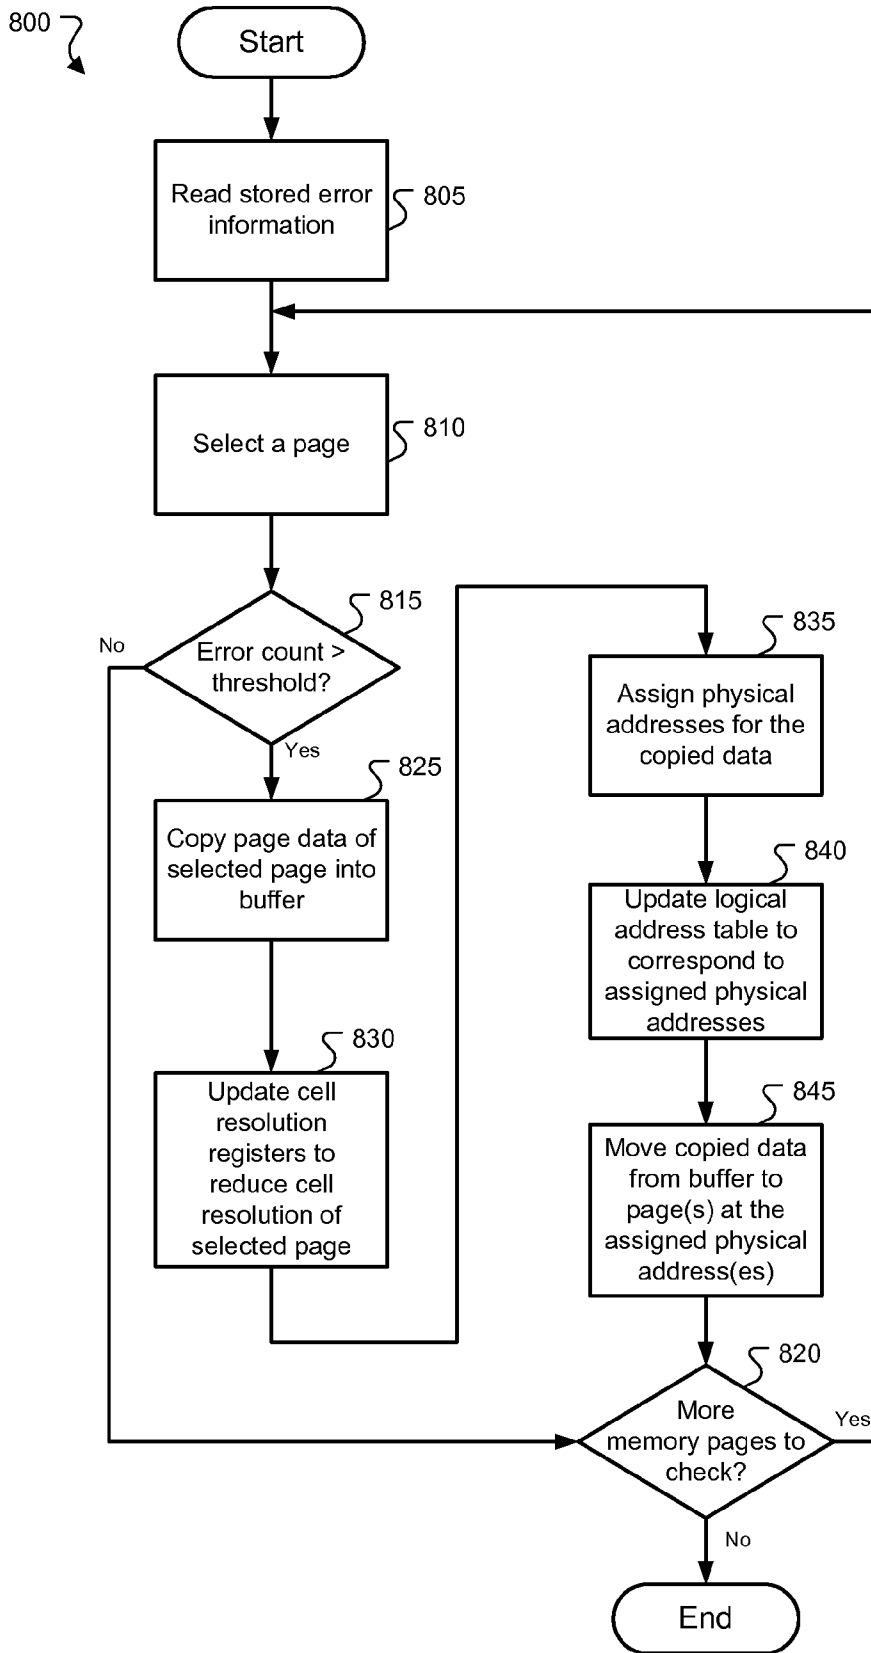 800
Start
Read stored error
information
805
Select a page
810
815
No
Error count >
threshold?
Yes
825
Copy page data of
selected page into
buffer
830
Update cell
resolution
registers to
reduce cell
resolution of
selected page
835
Assign physical
addresses for the
copied data
840
Update logical
address table to
correspond to
assigned physical
addresses
845
Move copied data
from buffer to
page(s) at the
assigned physical
address(es)
820
More
memory pages to
check?
Yes
No
End